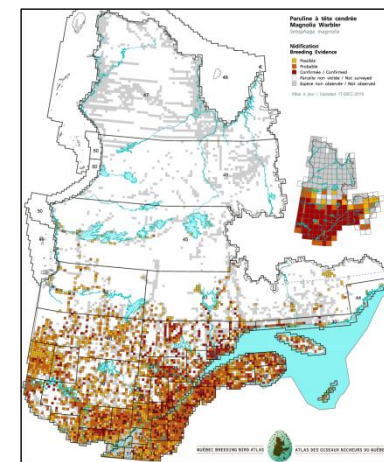 Paruline à tête cendrée
Magnolia Warbler
Setophaga magnolia
Nidification
Breeding Evidence
Possible
Probable
Confirmée / Confirmed
Parcelle non visitée / Not surveyed
Espèce non observée / Not observed
QUÉBEC BREEDING BIRD ATLAS
ATLAS DES OISEAUX NICHEURS DU QUÉBEC